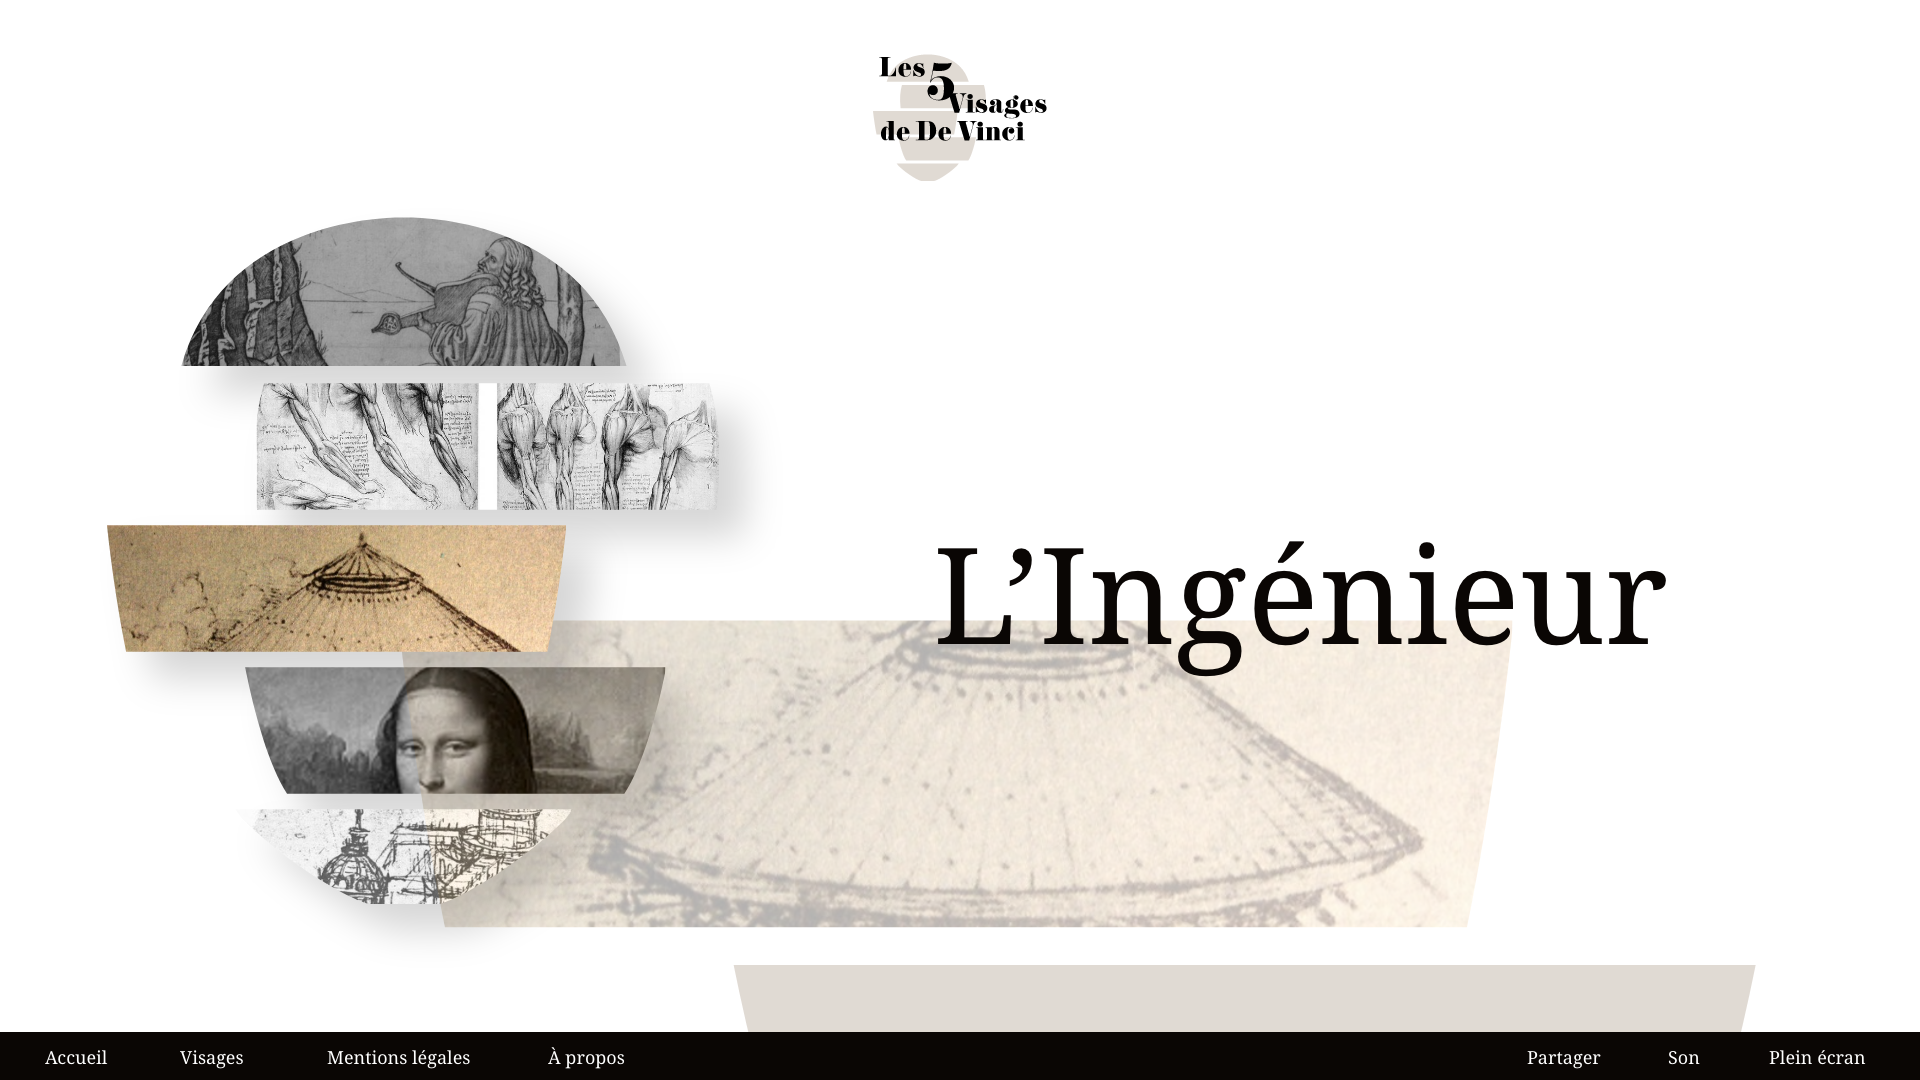 Les 5
Visages
de De Vinci
L’Ingénieur
Accueil Visages Mentions légales À propos Partager Son Plein écran